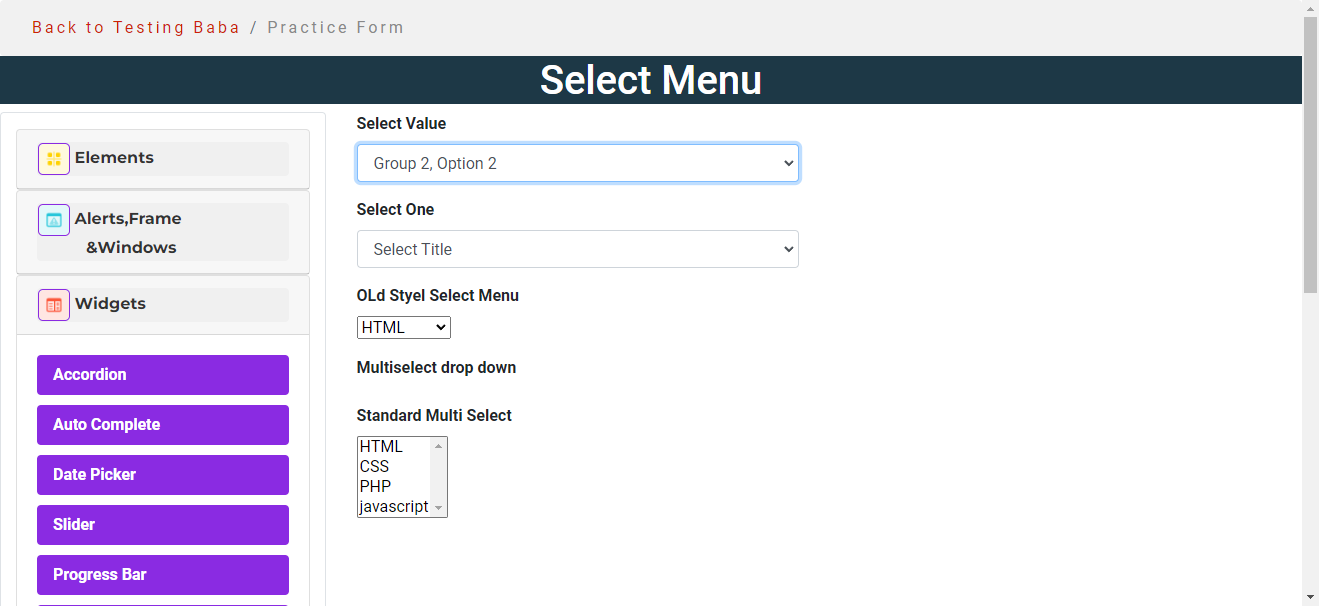 Back to Testing Baba / Practice Form
Select Menu
Elements
Alerts,Frame
&Windows
Widgets
Accordion
Auto Complete
Date Picker
Slider
Progress Bar
Select Value
Group 2, Option 2
Select One
Select Title
OLd Styel Select Menu
HTML
Multiselect drop down
Standard Multi Select
HTML
CSS
PHP
javascript